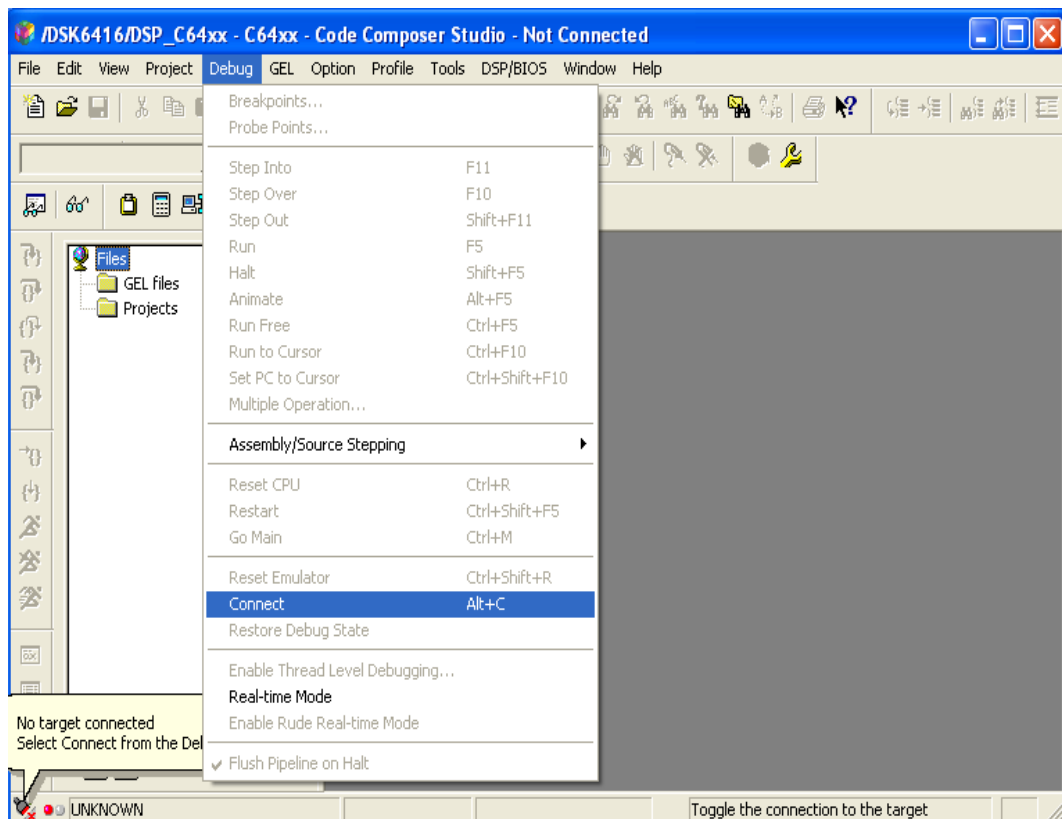 /DSK6416/DSP_C64xx - C64xx - Code Composer Studio - Not Connected
File Edit View Project Debug GEL Option Profile Tools DSP/BIOS Window Help
Breakpoints...
Probe Points...
Step Into F11
Step Over F10
Step Out Shift+F11
Run F5
Halt Shift+F5
Animate Alt+F5
Run Free Ctrl+F5
Run to Cursor Ctrl+F10
Set PC to Cursor Ctrl+Shift+F10
Multiple Operation...
Assembly/Source Stepping
Reset CPU Ctrl+R
Restart Ctrl+Shift+F5
Go Main Ctrl+M
Reset Emulator Ctrl+Shift+R
Connect Alt+C
Restore Debug State
Enable Thread Level Debugging...
Real-time Mode
Enable Rude Real-time Mode
Flush Pipeline on Halt
Files
GEL files
Projects
No target connected
Select Connect from the De
UNKNOWN
Toggle the connection to the target